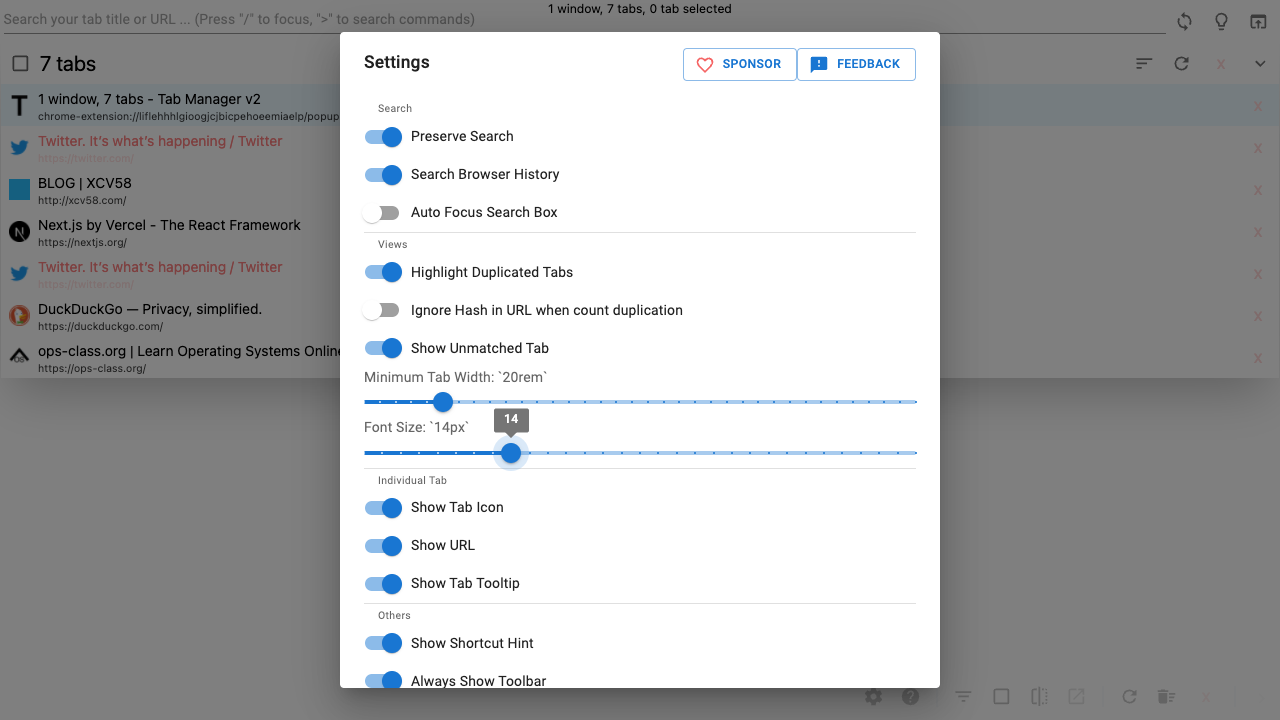 1 window, 7 tabs, 0 tab selected
Search your tab title or URL ... (Press "/" to focus, ">" to search commands)
7 tabs
1 window, 7 tabs - Tab Manager v2
chrome-extension://liflehhhlgioogjcjbicpehoeemiaelp/popup
Twitter. It's what's happening / Twitter
https://twitter.com/
BLOG | XCV58
http://xcv58.com/
Next.js by Vercel - The React Framework
https://nextjs.org/
Twitter. It's what's happening / Twitter
https://twitter.com/
DuckDuckGo — Privacy, simplified.
https://duckduckgo.com/
ops-class.org | Learn Operating Systems Online
https://ops-class.org/
Settings
SPONSOR
FEEDBACK
Search
Preserve Search
Search Browser History
Auto Focus Search Box
Views
Highlight Duplicated Tabs
Ignore Hash in URL when count duplication
Show Unmatched Tab
Minimum Tab Width: `20rem`
14
Font Size: `14px`
Individual Tab
Show Tab Icon
Show URL
Show Tab Tooltip
Others
Show Shortcut Hint
Always Show Toolbar